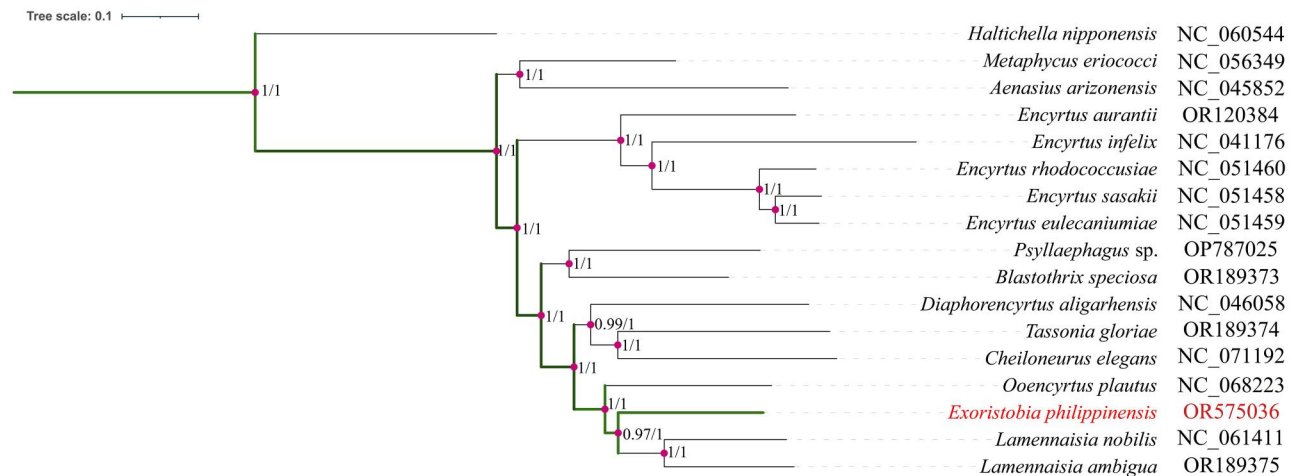 Tree scale: 0.1
Haltichella nipponensis NC_060544
Metaphycus eriococci NC_056349
1/1
Aenasius arizonensis NC_045852
1/1
Encyrtus aurantii OR120384
1/1
Encyrtus infelix NC_041176
1/1
1/1
Encyrtus rhodococcusiae NC_051460
1/1
Encyrtus sasakii NC_051458
1/1
Encyrtus eulecaniumiae NC_051459
1/1
Psyllaephagus sp. OP787025
1/1
Blastothrix speciosa OR189373
Diaphorencyrtus aligarhensis NC_046058
1/1
0.99/1
Tassonia gloriae OR189374
1/1
Cheiloneurus elegans NC_071192
1/1
Ooencyrtus plautus NC_068223
1/1
Exoristobia philippinensis OR575036
0.97/1
Lamennaisia nobilis NC_061411
1/1
Lamennaisia ambigua OR189375